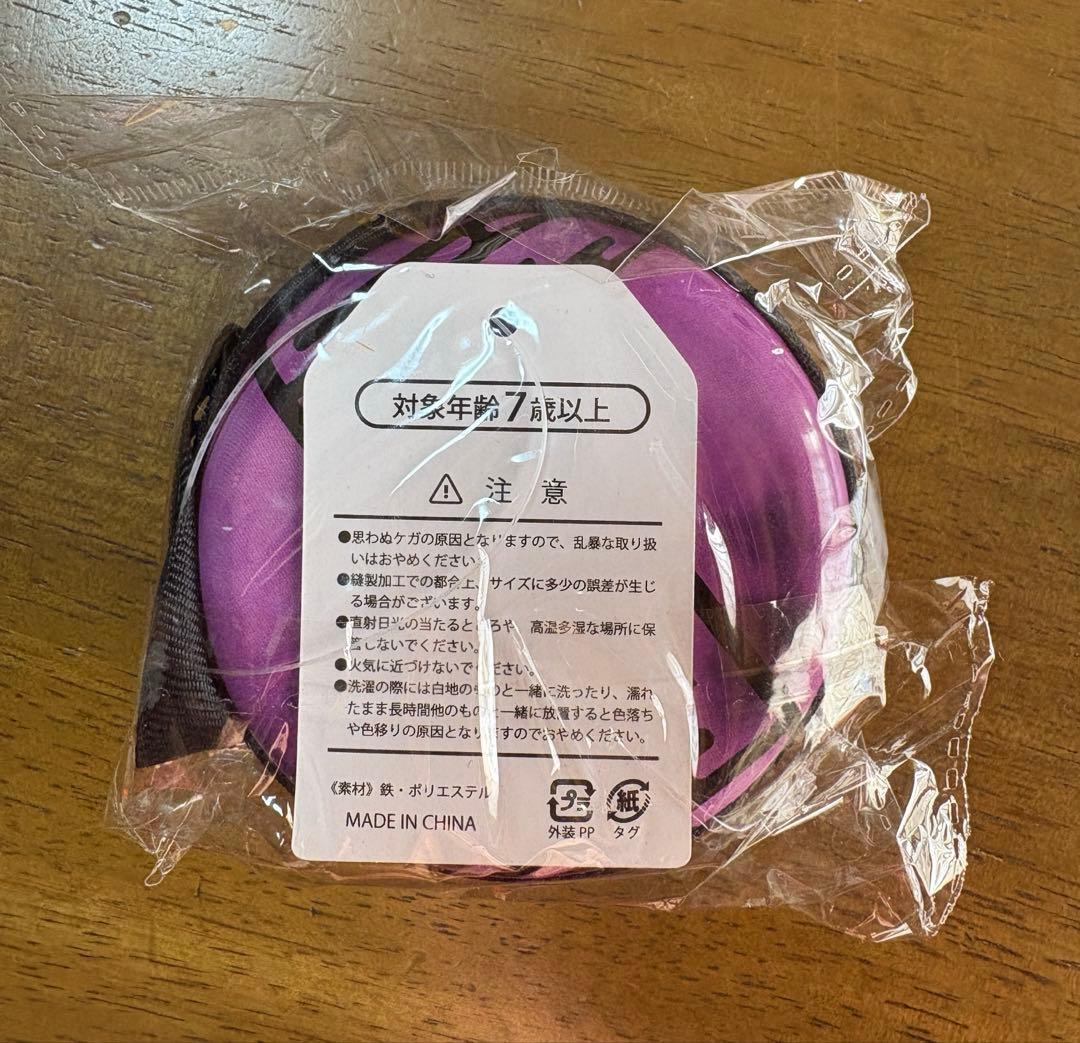 対象年齢7歳以上
注意
●思わぬケガの原因となりますので、乱暴な取り扱
いはおやめください。
●縫製加工での都合上、サイズに多少の誤差が生じ
る場合がございます。
●直射日光の当たるところや、高温多湿な場所に保
管しないでください。
●火気に近づけないでください。
●洗濯の際には白地のものと一緒に洗ったり、濡れ
たまま長時間他のものと一緒に放置すると色落ち
や色移りの原因となりますのでおやめください。
《素材》鉄・ポリエステル
MADE IN CHINA
プラ
外装 PP
紙
タグ